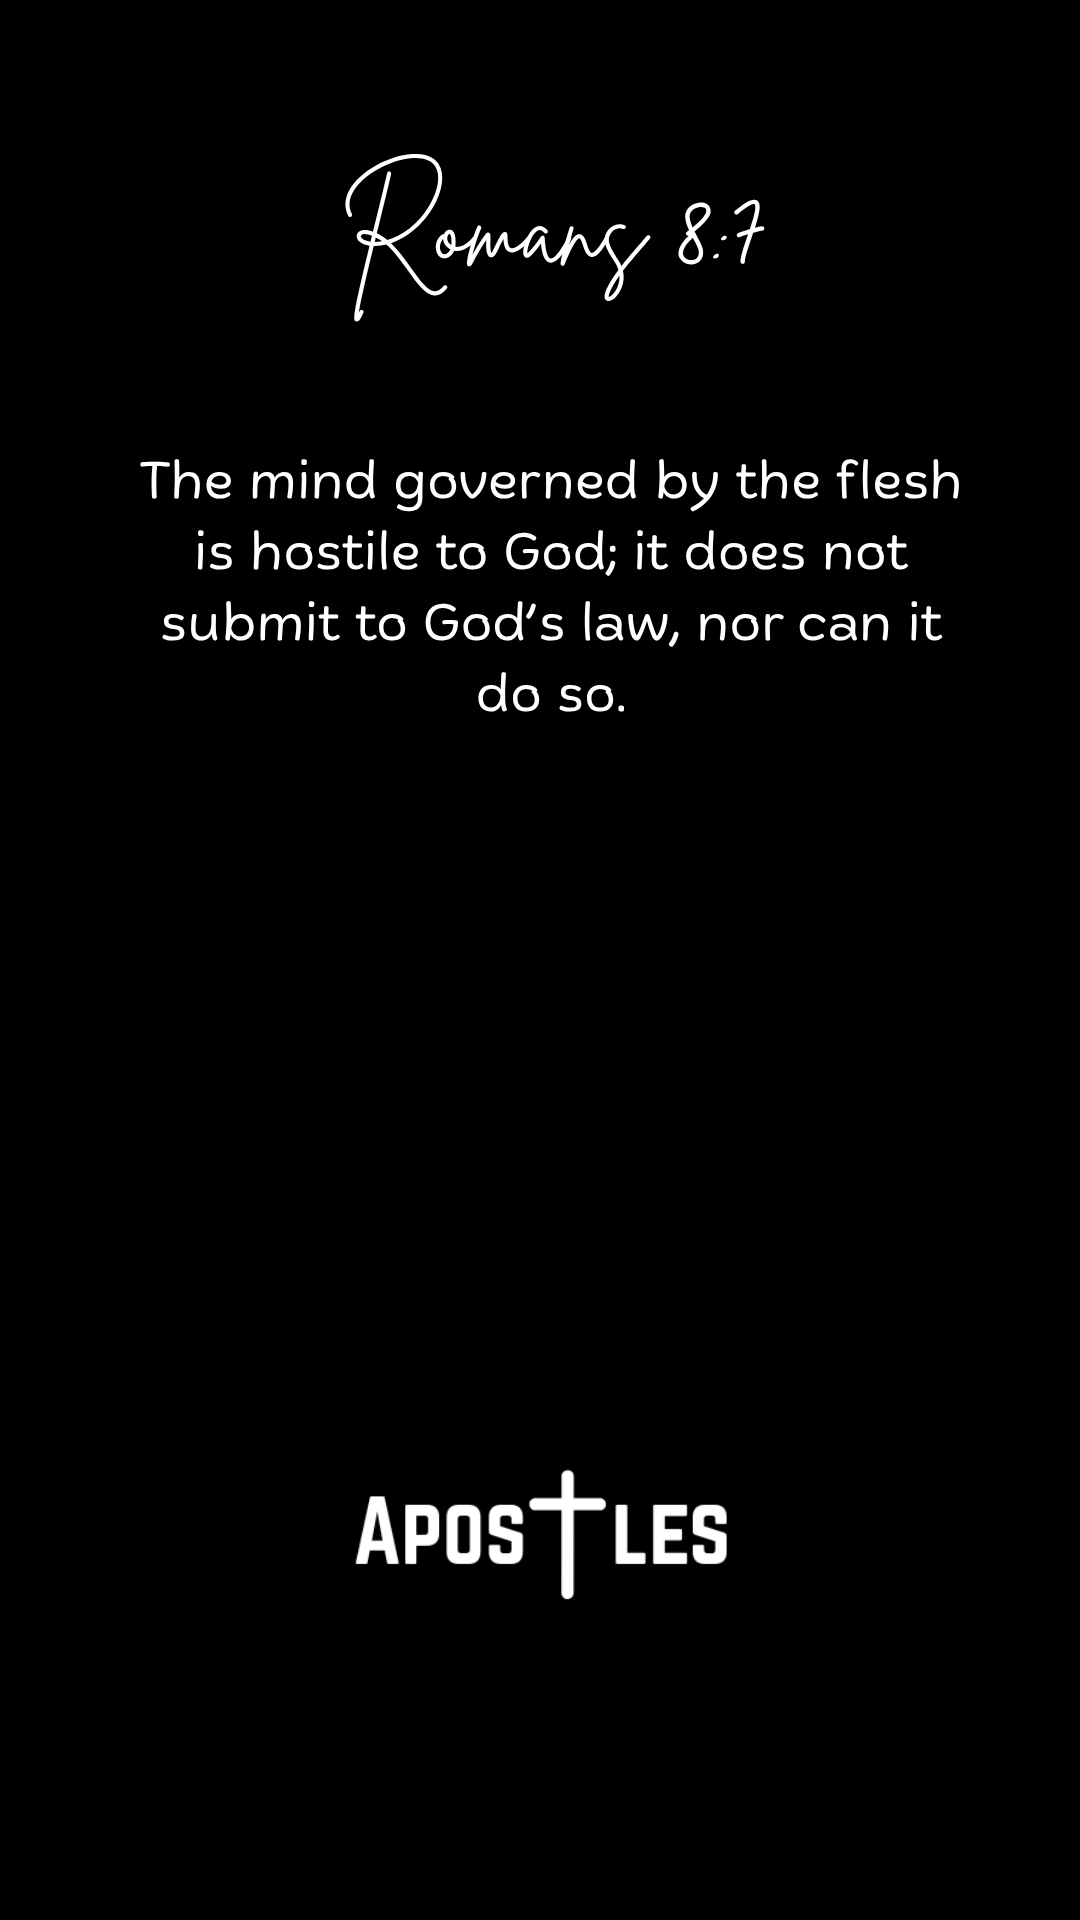 Romans 8:7
The mind governed by the flesh
is hostile to God; it does not
submit to God’s law, nor can it
do so.
APOSTLES